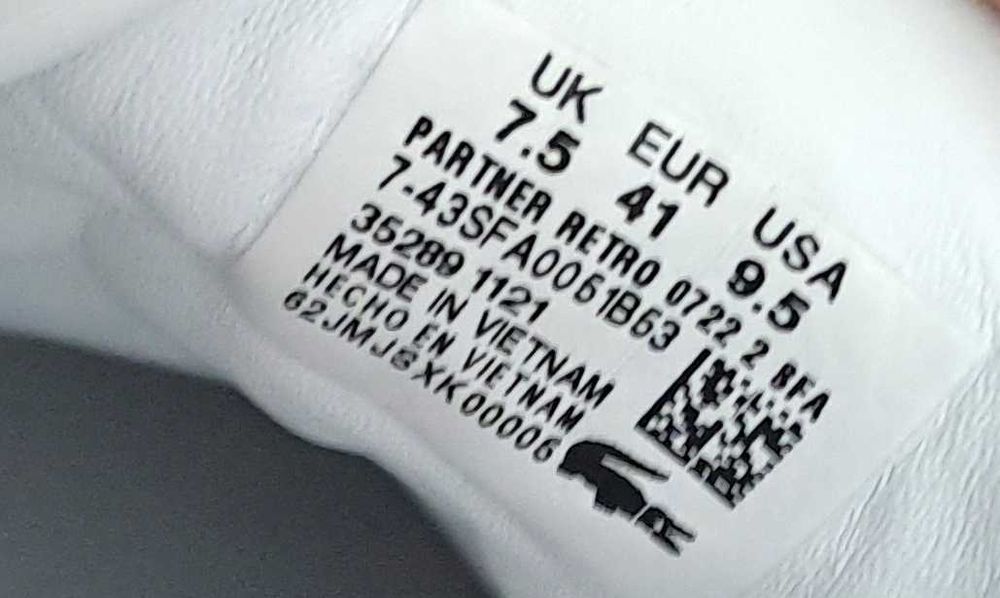 UK EUR USA
7.5 41 9.5
PARTNER RETRO 0722 2 BFA
7-43SFA0061B63
35289 1121
MADE IN VIETNAM
HECHO EN VIETNAM
62JMJSXK00006